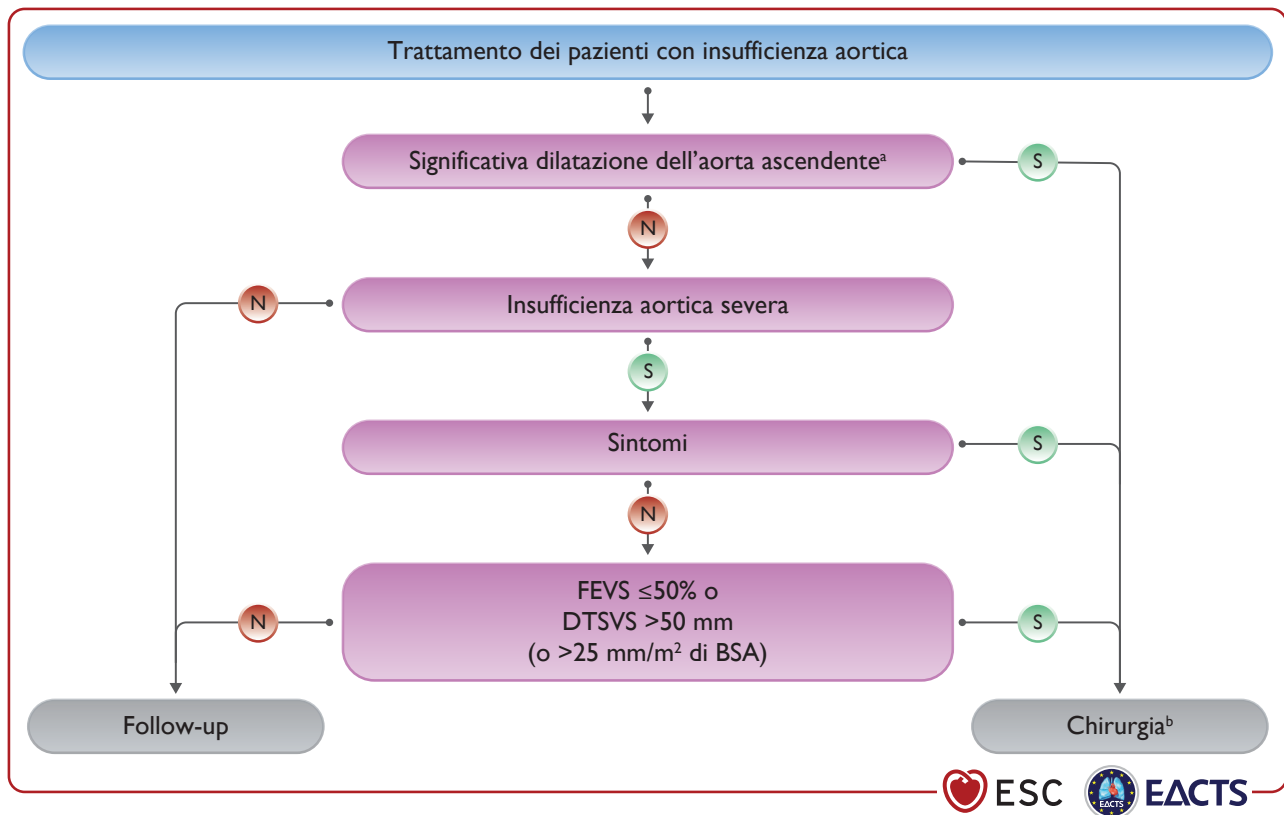 Trattamento dei pazienti con insufficienza aortica
Significativa dilatazione dell'aorta ascendenteᵃ
S
N
N
Insufficienza aortica severa
S
Sintomi
S
N
N
FEVS ≤50% o
DTSVS >50 mm
(o >25 mm/m² di BSA)
S
Follow-up
Chirurgiaᵇ
ESC
EACTS
EACTS